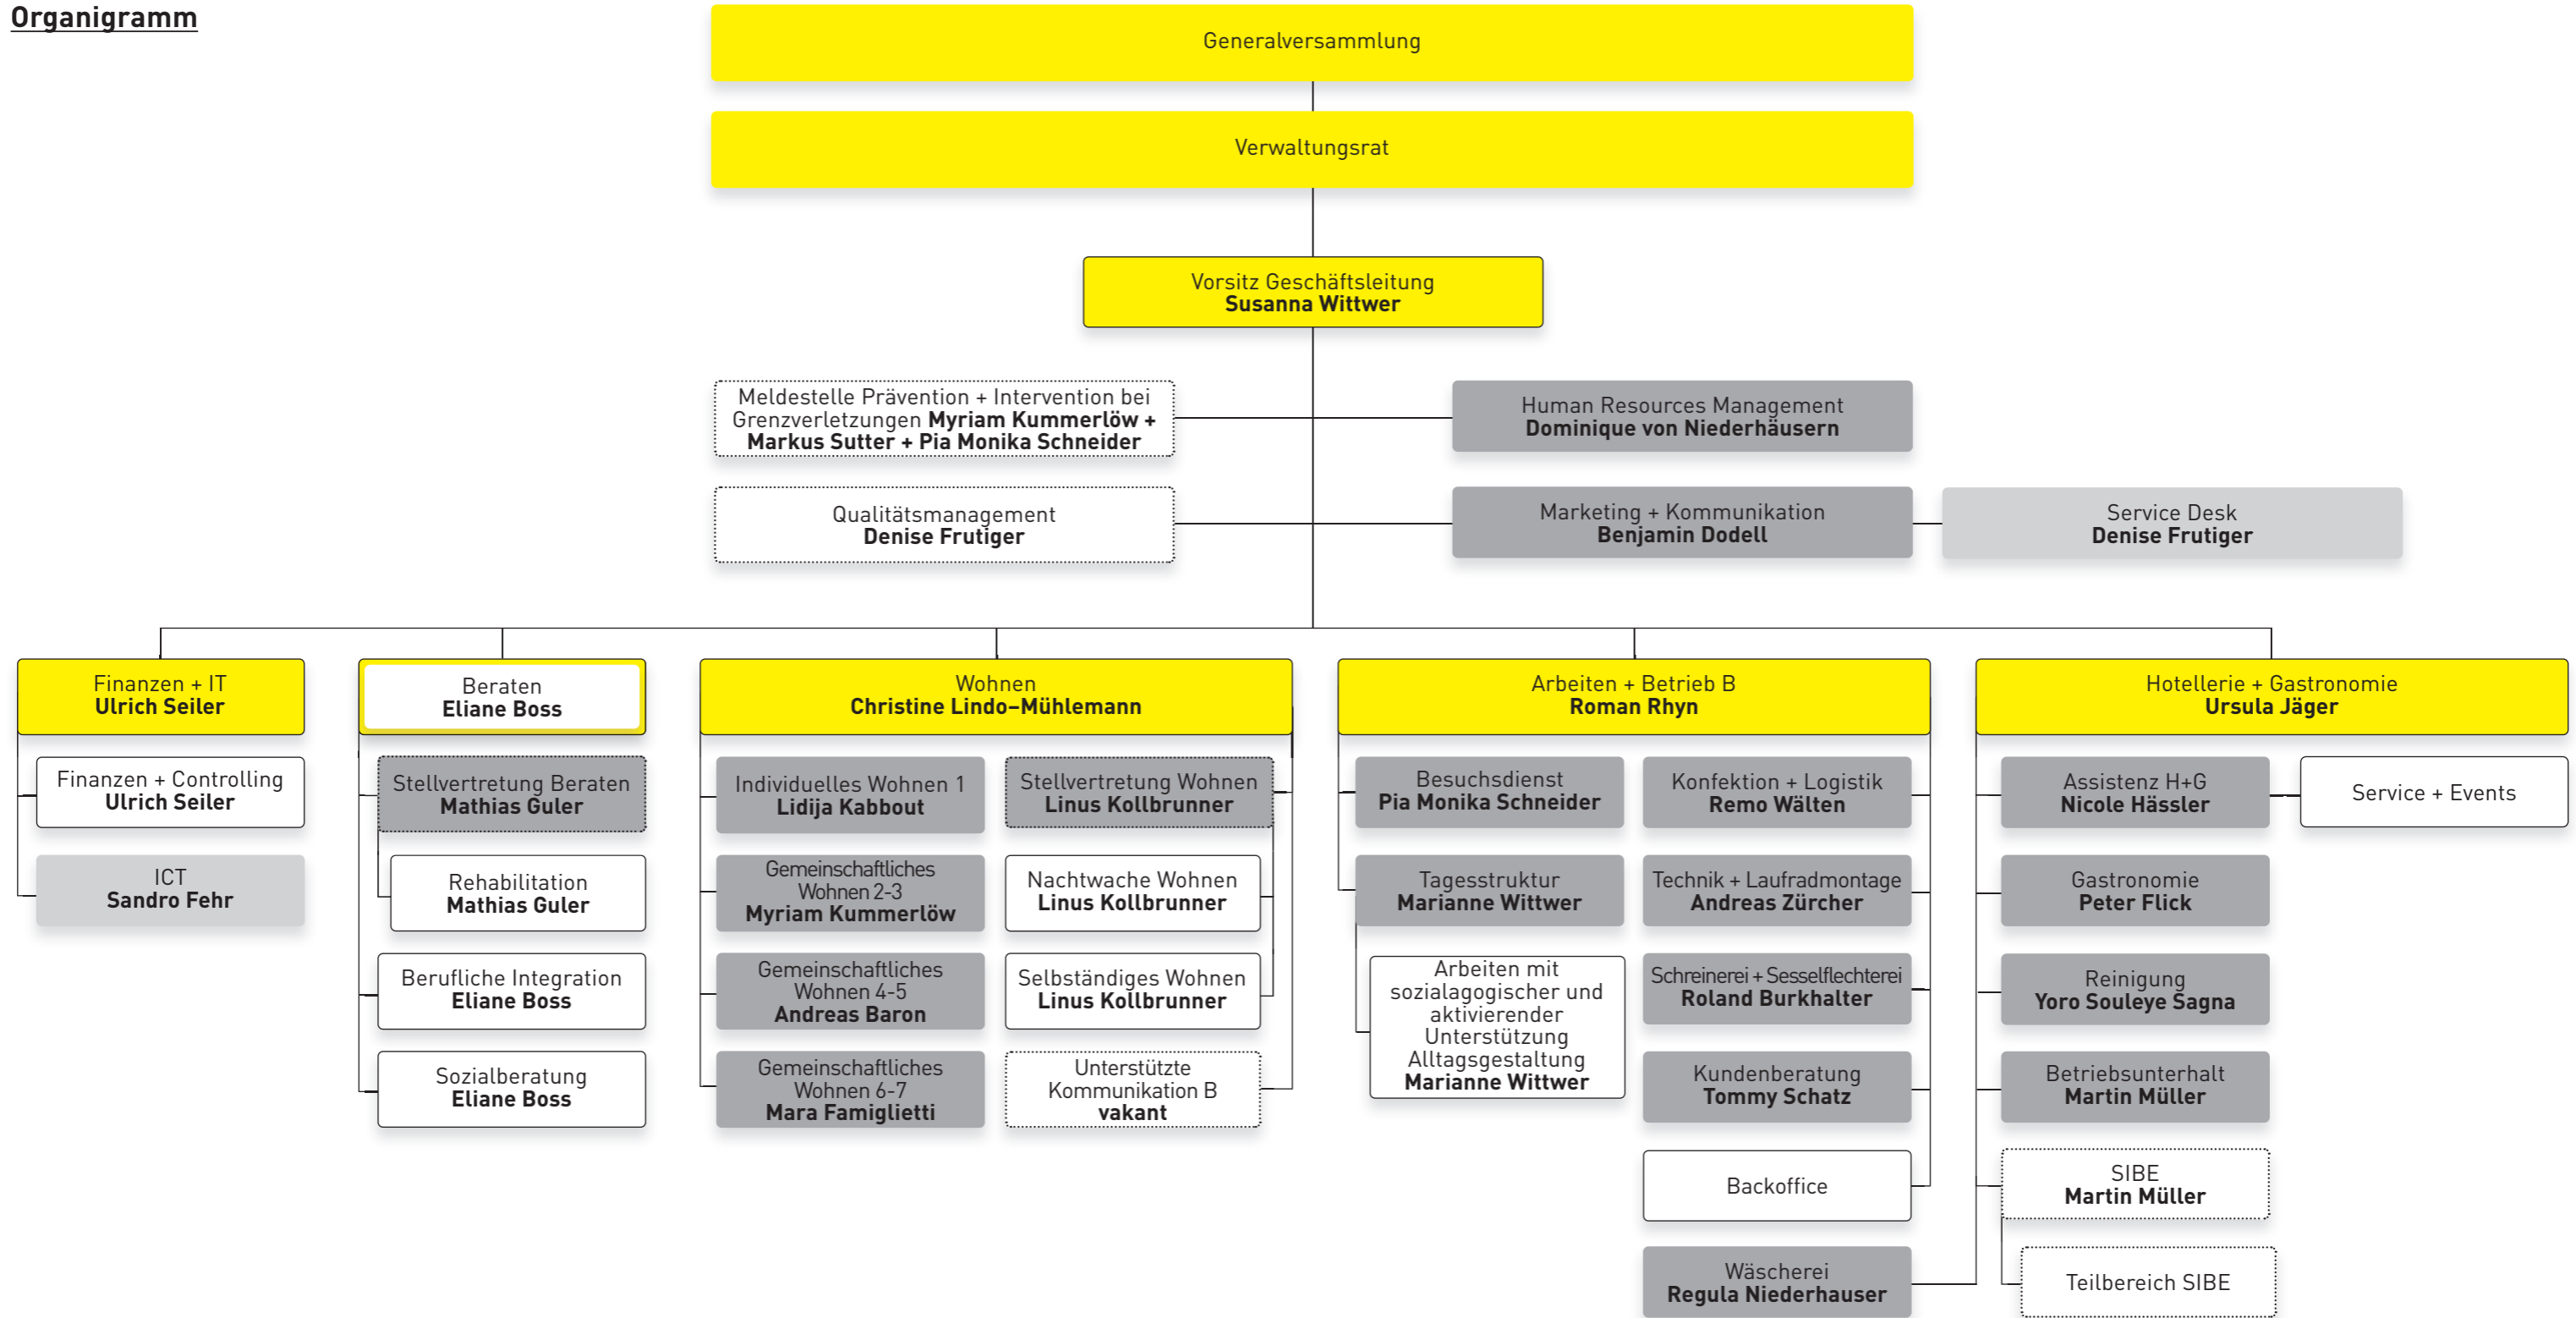 Organigramm
Generalversammlung
Verwaltungsrat
Vorsitz Geschäftsleitung
Susanna Wittwer
Meldestelle Prävention + Intervention bei
Grenzverletzungen Myriam Kummerlöw +
Markus Sutter + Pia Monika Schneider
Human Resources Management
Dominique von Niederhäusern
Qualitätsmanagement
Denise Frutiger
Marketing + Kommunikation
Benjamin Dodell
Service Desk
Denise Frutiger
Finanzen + IT
Ulrich Seiler
Finanzen + Controlling
Ulrich Seiler
ICT
Sandro Fehr
Beraten
Eliane Boss
Stellvertretung Beraten
Mathias Guler
Rehabilitation
Mathias Guler
Berufliche Integration
Eliane Boss
Sozialberatung
Eliane Boss
Wohnen
Christine Lindo–Mühlemann
Individuelles Wohnen 1
Lidija Kabbout
Gemeinschaftliches
Wohnen 2-3
Myriam Kummerlöw
Gemeinschaftliches
Wohnen 4-5
Andreas Baron
Gemeinschaftliches
Wohnen 6-7
Mara Famiglietti
Stellvertretung Wohnen
Linus Kollbrunner
Nachtwache Wohnen
Linus Kollbrunner
Selbständiges Wohnen
Linus Kollbrunner
Unterstützte
Kommunikation B
vakant
Arbeiten + Betrieb B
Roman Rhyn
Besuchsdienst
Pia Monika Schneider
Tagesstruktur
Marianne Wittwer
Arbeiten mit
sozialagogischer und
aktivierender
Unterstützung
Alltagsgestaltung
Marianne Wittwer
Konfektion + Logistik
Remo Wälten
Technik + Laufradmontage
Andreas Zürcher
Schreinerei + Sesselflechterei
Roland Burkhalter
Kundenberatung
Tommy Schatz
Backoffice
Wäscherei
Regula Niederhauser
Hotellerie + Gastronomie
Ursula Jäger
Assistenz H+G
Nicole Hässler
Service + Events
Gastronomie
Peter Flick
Reinigung
Yoro Souleye Sagna
Betriebsunterhalt
Martin Müller
SIBE
Martin Müller
Teilbereich SIBE